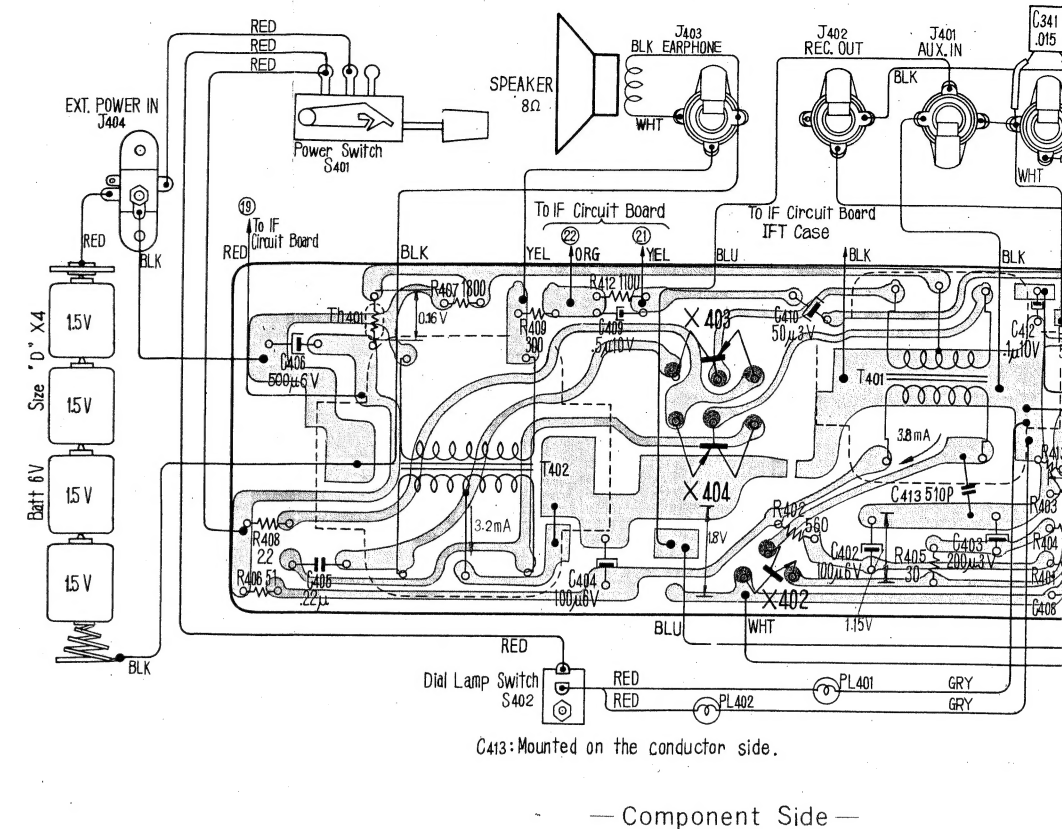 RED
RED
RED
EXT. POWER IN
J404
Power Switch
S401
SPEAKER
8Ω
BLK
J403
EARPHONE
WHT
J402
REC. OUT
J401
AUX. IN
BLK
C341
.015
WHT
RED
BLK
⑲
To IF
Circuit Board
RED
BLK
To IF Circuit Board
㉒
㉑
YEL
ORG
YEL
BLU
To IF Circuit Board
IFT Case
BLK
BLK
Size "D" X4
Batt 6V
1.5V
1.5V
1.5V
1.5V
BLK
Th401
0.16V
R407 1800
R409
300
R412 1100
C409
.5μ10V
X403
C410
50μ3V
C412
.1μ10V
C406
500μ6V
T401
T402
3.8mA
X404
C413 510P
3.2mA
R408
2.2
R406 51
C405
.22μ
C404
100μ6V
1.8V
R402
560
X402
C402
100μ6V
R405
30
C403
200μ3V
R403
R404
C408
1.15V
BLU
WHT
RED
Dial Lamp Switch
S402
RED
RED
PL401
PL402
GRY
GRY
C413: Mounted on the conductor side.
— Component Side —